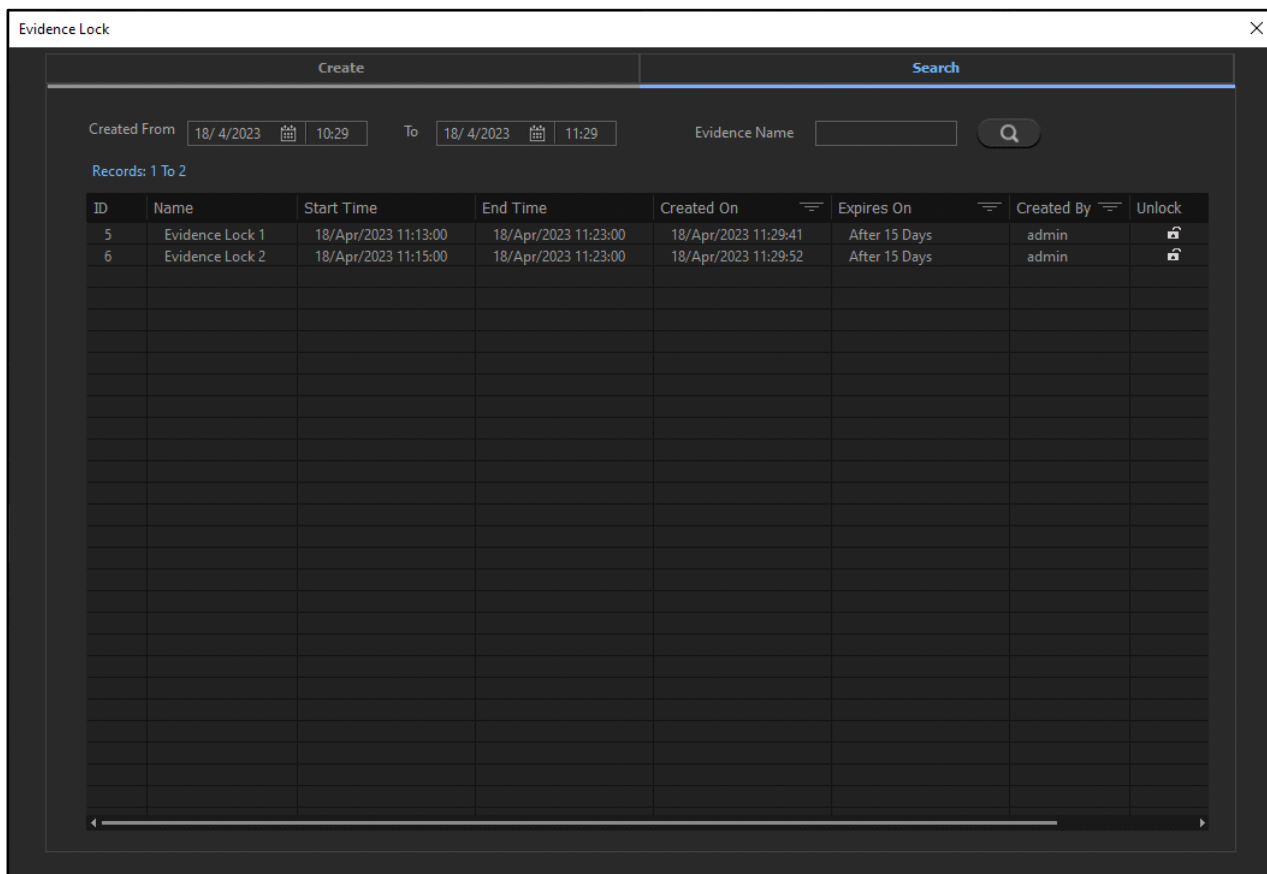 Evidence Lock
Create Search
Created From 18/ 4/2023 10:29 To 18/ 4/2023 11:29 Evidence Name
Records: 1 To 2
ID Name Start Time End Time Created On Expires On Created By Unlock
5 Evidence Lock 1 18/Apr/2023 11:13:00 18/Apr/2023 11:23:00 18/Apr/2023 11:29:41 After 15 Days admin
6 Evidence Lock 2 18/Apr/2023 11:15:00 18/Apr/2023 11:23:00 18/Apr/2023 11:29:52 After 15 Days admin